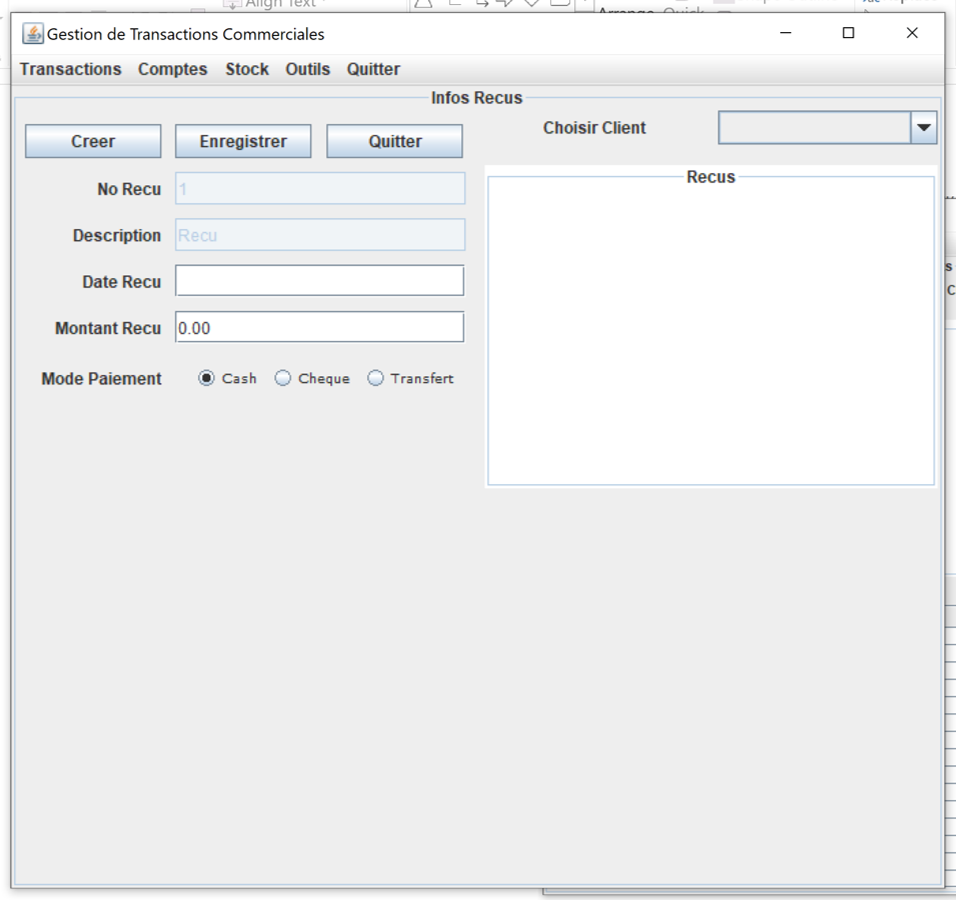 Align Text
Arrange Quick
Gestion de Transactions Commerciales
Transactions Comptes Stock Outils Quitter
Infos Recus
Creer Enregistrer Quitter
Choisir Client
No Recu 1
Recus
Description Recu
Date Recu
Montant Recu 0.00
Mode Paiement Cash Cheque Transfert